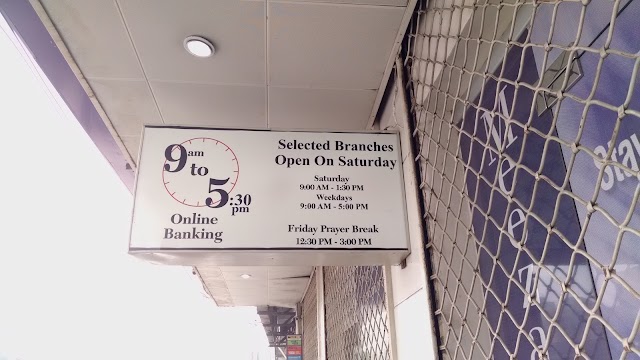 9am
to
5:30
pm
Online
Banking
Selected Branches
Open On Saturday
Saturday
9:00 AM - 1:30 PM
Weekdays
9:00 AM - 5:00 PM
Friday Prayer Break
12:30 PM - 3:00 PM
Meeza